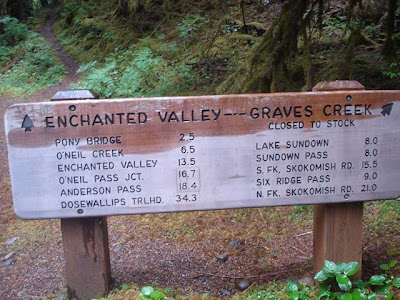 ENCHANTED VALLEY -- GRAVES CREEK
PONY BRIDGE 2.5
O'NEIL CREEK 6.5
ENCHANTED VALLEY 13.5
O'NEIL PASS JCT. 16.7
ANDERSON PASS 18.4
DOSEWALLIPS TRLHD. 34.3
CLOSED TO STOCK
LAKE SUNDOWN 8.0
SUNDOWN PASS 8.0
S. FK. SKOKOMISH RD. 15.5
SIX RIDGE PASS 9.0
N. FK. SKOKOMISH RD. 21.0